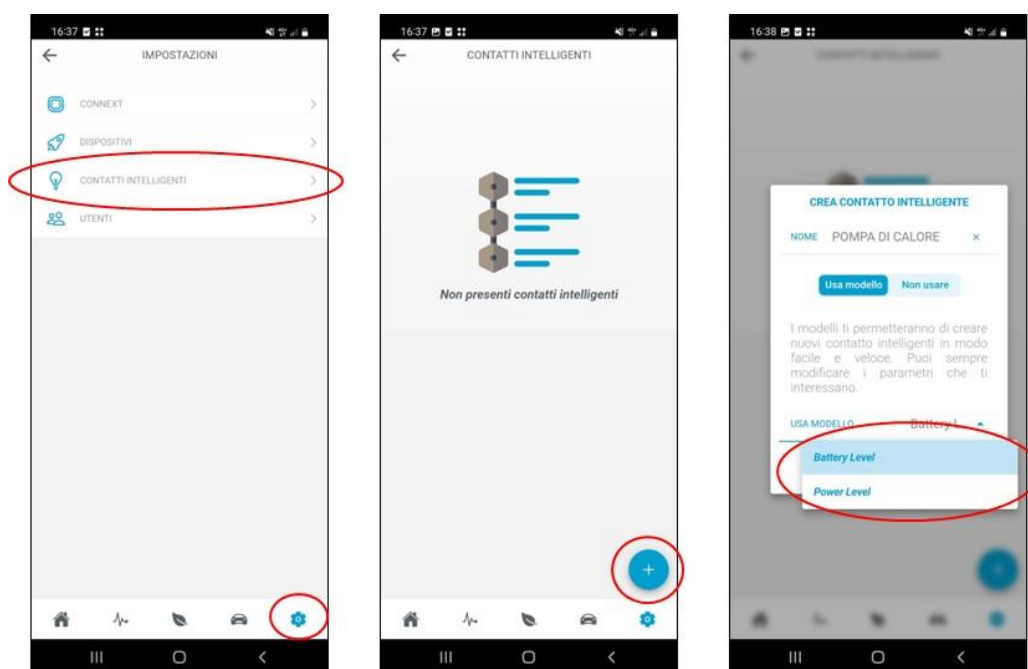 16:37
IMPOSTAZIONI
CONNEXT
DISPOSITIVI
CONTATTI INTELLIGENTI
UTENTI
16:37
CONTATTI INTELLIGENTI
Non presenti contatti intelligenti
+
16:38
CREA CONTATTO INTELLIGENTE
NOME POMPA DI CALORE ×
Usa modello Non usare
I modelli ti permetteranno di creare
nuovi contatto intelligenti in modo
facile e veloce. Puoi sempre
modificare i parametri che ti
interessano.
USA MODELLO Battery L...
Battery Level
Power Level